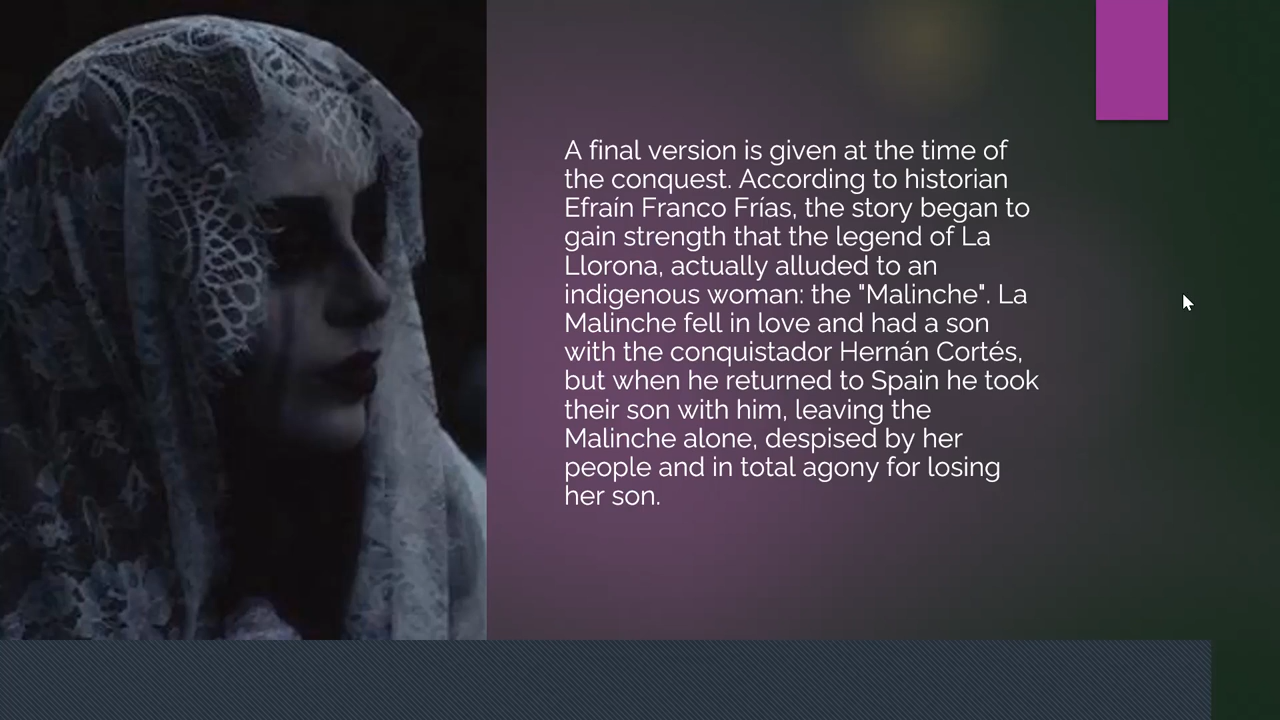 A final version is given at the time of
the conquest. According to historian
Efraín Franco Frías, the story began to
gain strength that the legend of La
Llorona, actually alluded to an
indigenous woman: the "Malinche". La
Malinche fell in love and had a son
with the conquistador Hernán Cortés,
but when he returned to Spain he took
their son with him, leaving the
Malinche alone, despised by her
people and in total agony for losing
her son.